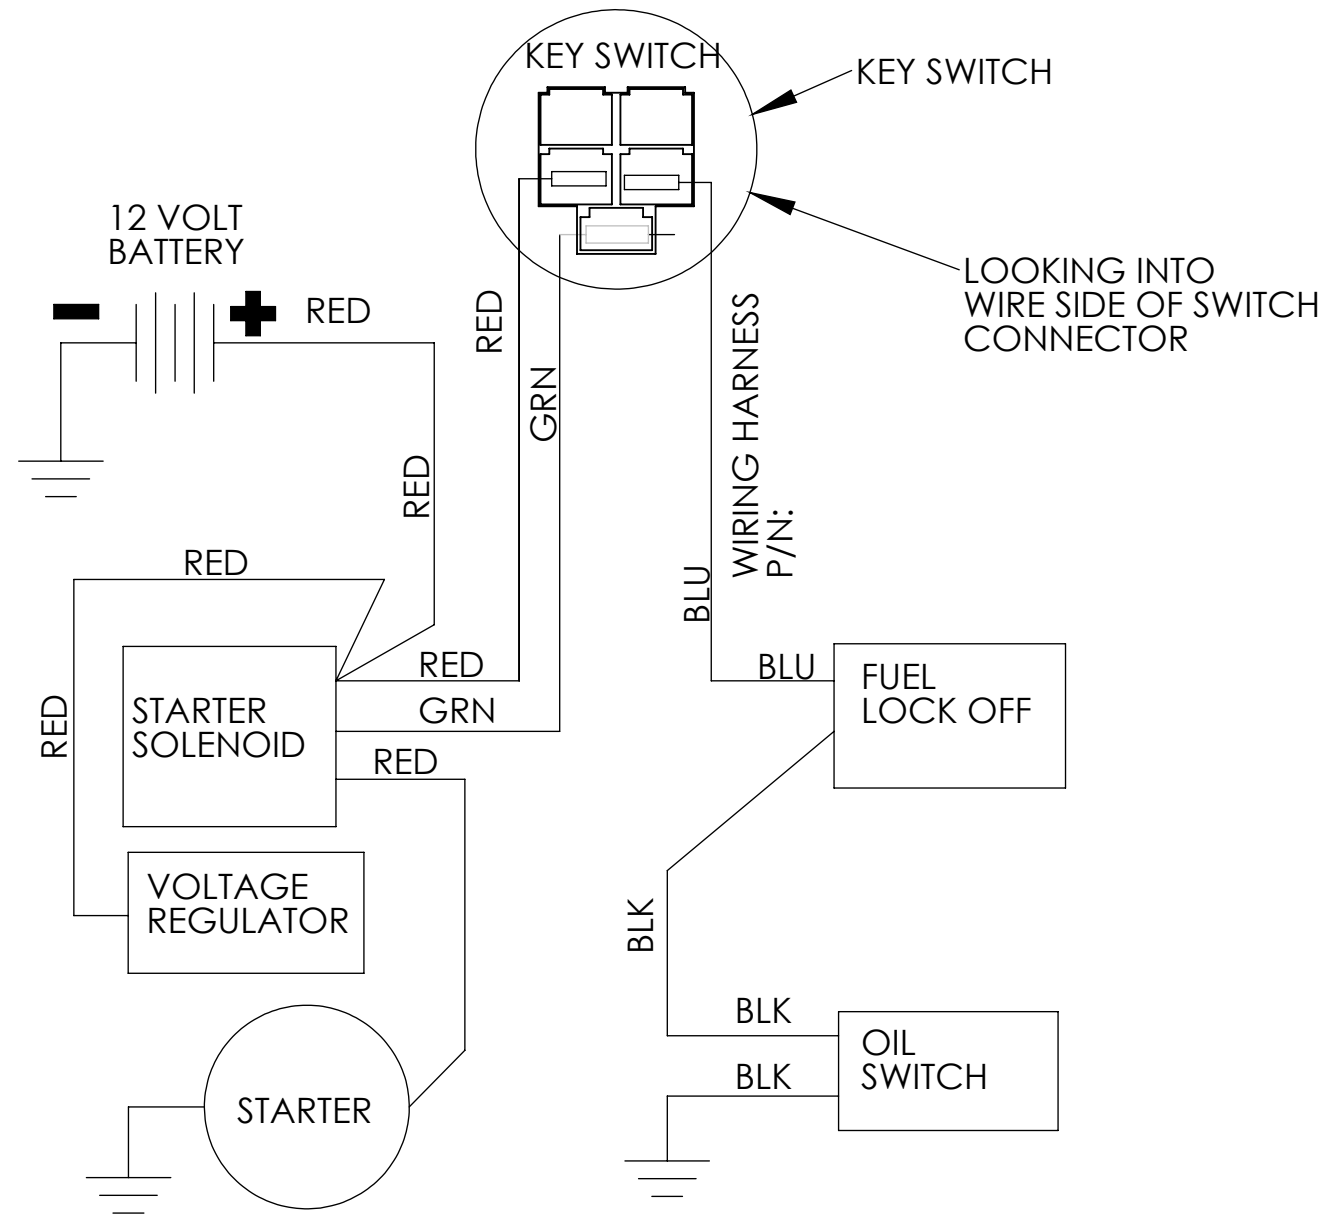 KEY SWITCH
KEY SWITCH
12 VOLT
BATTERY
RED
LOOKING INTO
WIRE SIDE OF SWITCH
CONNECTOR
RED
GRN
WIRING HARNESS
P/N:
RED
RED
BLU
RED
BLU
FUEL
LOCK OFF
STARTER
SOLENOID
GRN
RED
RED
VOLTAGE
REGULATOR
BLK
BLK
OIL
SWITCH
BLK
STARTER